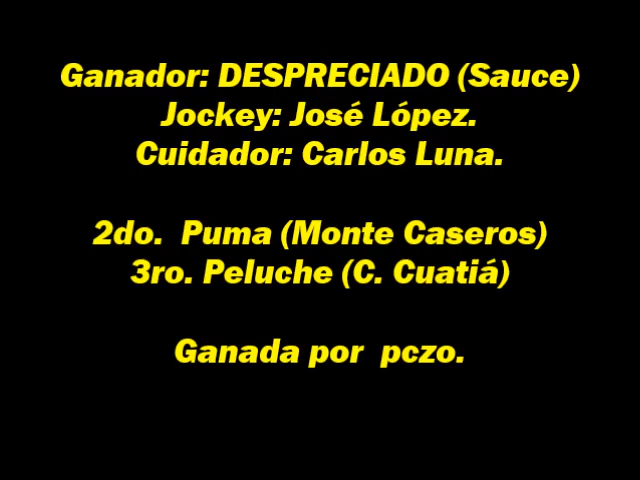 Ganador: DESPRECIADO (Sauce)
Jockey: José López.
Cuidador: Carlos Luna.
2do.  Puma (Monte Caseros)
3ro. Peluche (C. Cuatiá)
Ganada por  pczo.